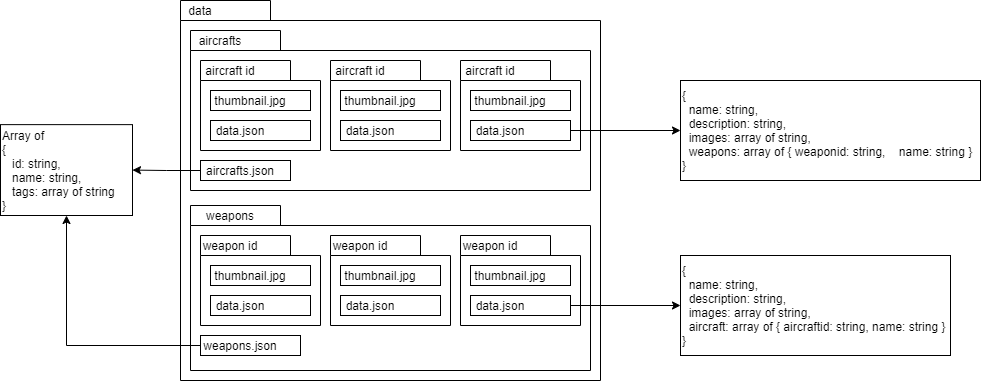 data
aircrafts
aircraft id
aircraft id
aircraft id
thumbnail.jpg
thumbnail.jpg
thumbnail.jpg
data.json
data.json
data.json
aircrafts.json
{
name: string,
description: string,
images: array of string,
weapons: array of { weaponid: string, name: string }
}
Array of
{
id: string,
name: string,
tags: array of string
}
weapons
weapon id
weapon id
weapon id
thumbnail.jpg
thumbnail.jpg
thumbnail.jpg
data.json
data.json
data.json
weapons.json
{
name: string,
description: string,
images: array of string,
aircraft: array of { aircraftid: string, name: string }
}